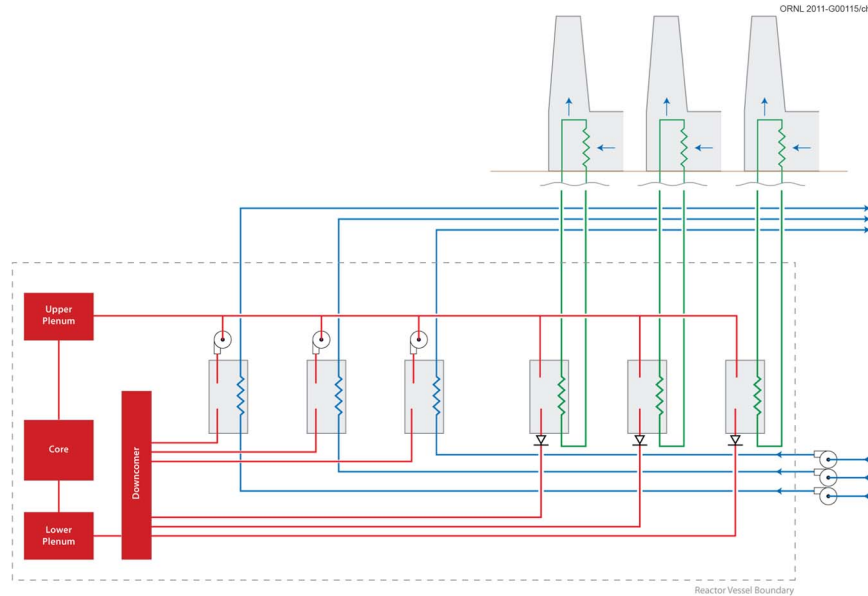 ORNL 2011-G00115/ch
Upper
Plenum
Core
Downcomer
Lower
Plenum
Reactor Vessel Boundary